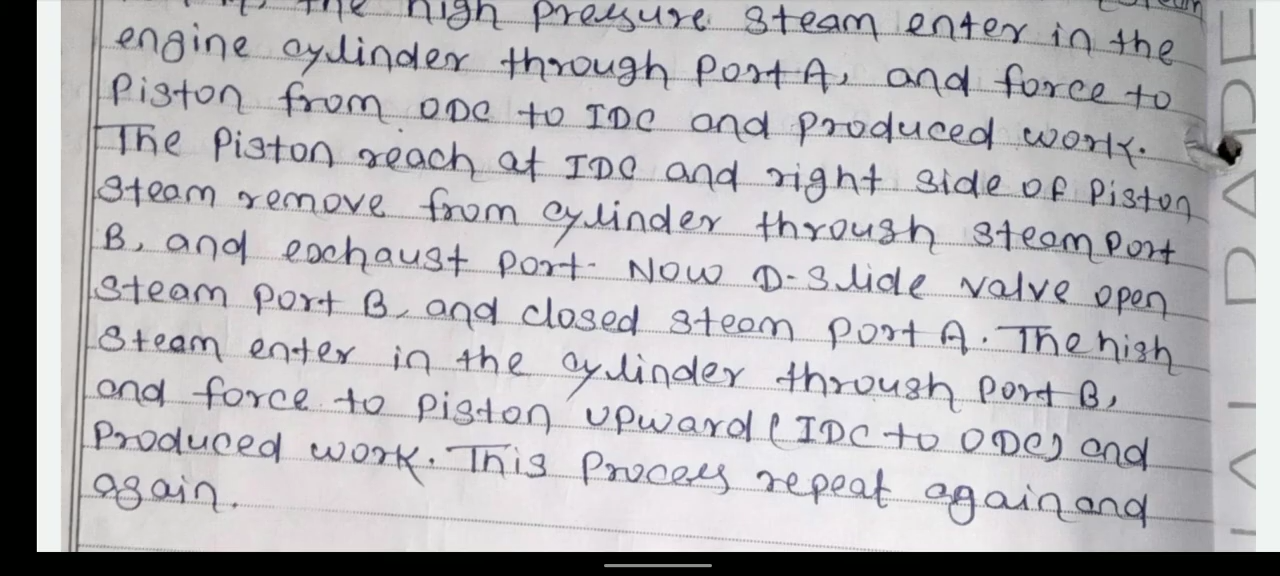 the high pressure steam enter in the
engine cylinder through port A, and force to
Piston from ODC to IDC and produced work.
The Piston reach at IDC and right side of Piston
steam remove from cylinder through steam port
B, and exchaust port. Now D-Slide valve open
steam port B, and closed steam port A. The high
steam enter in the cylinder through port B,
and force to piston upward (IDC to ODC) and
Produced work. This Process repeat again and
again.